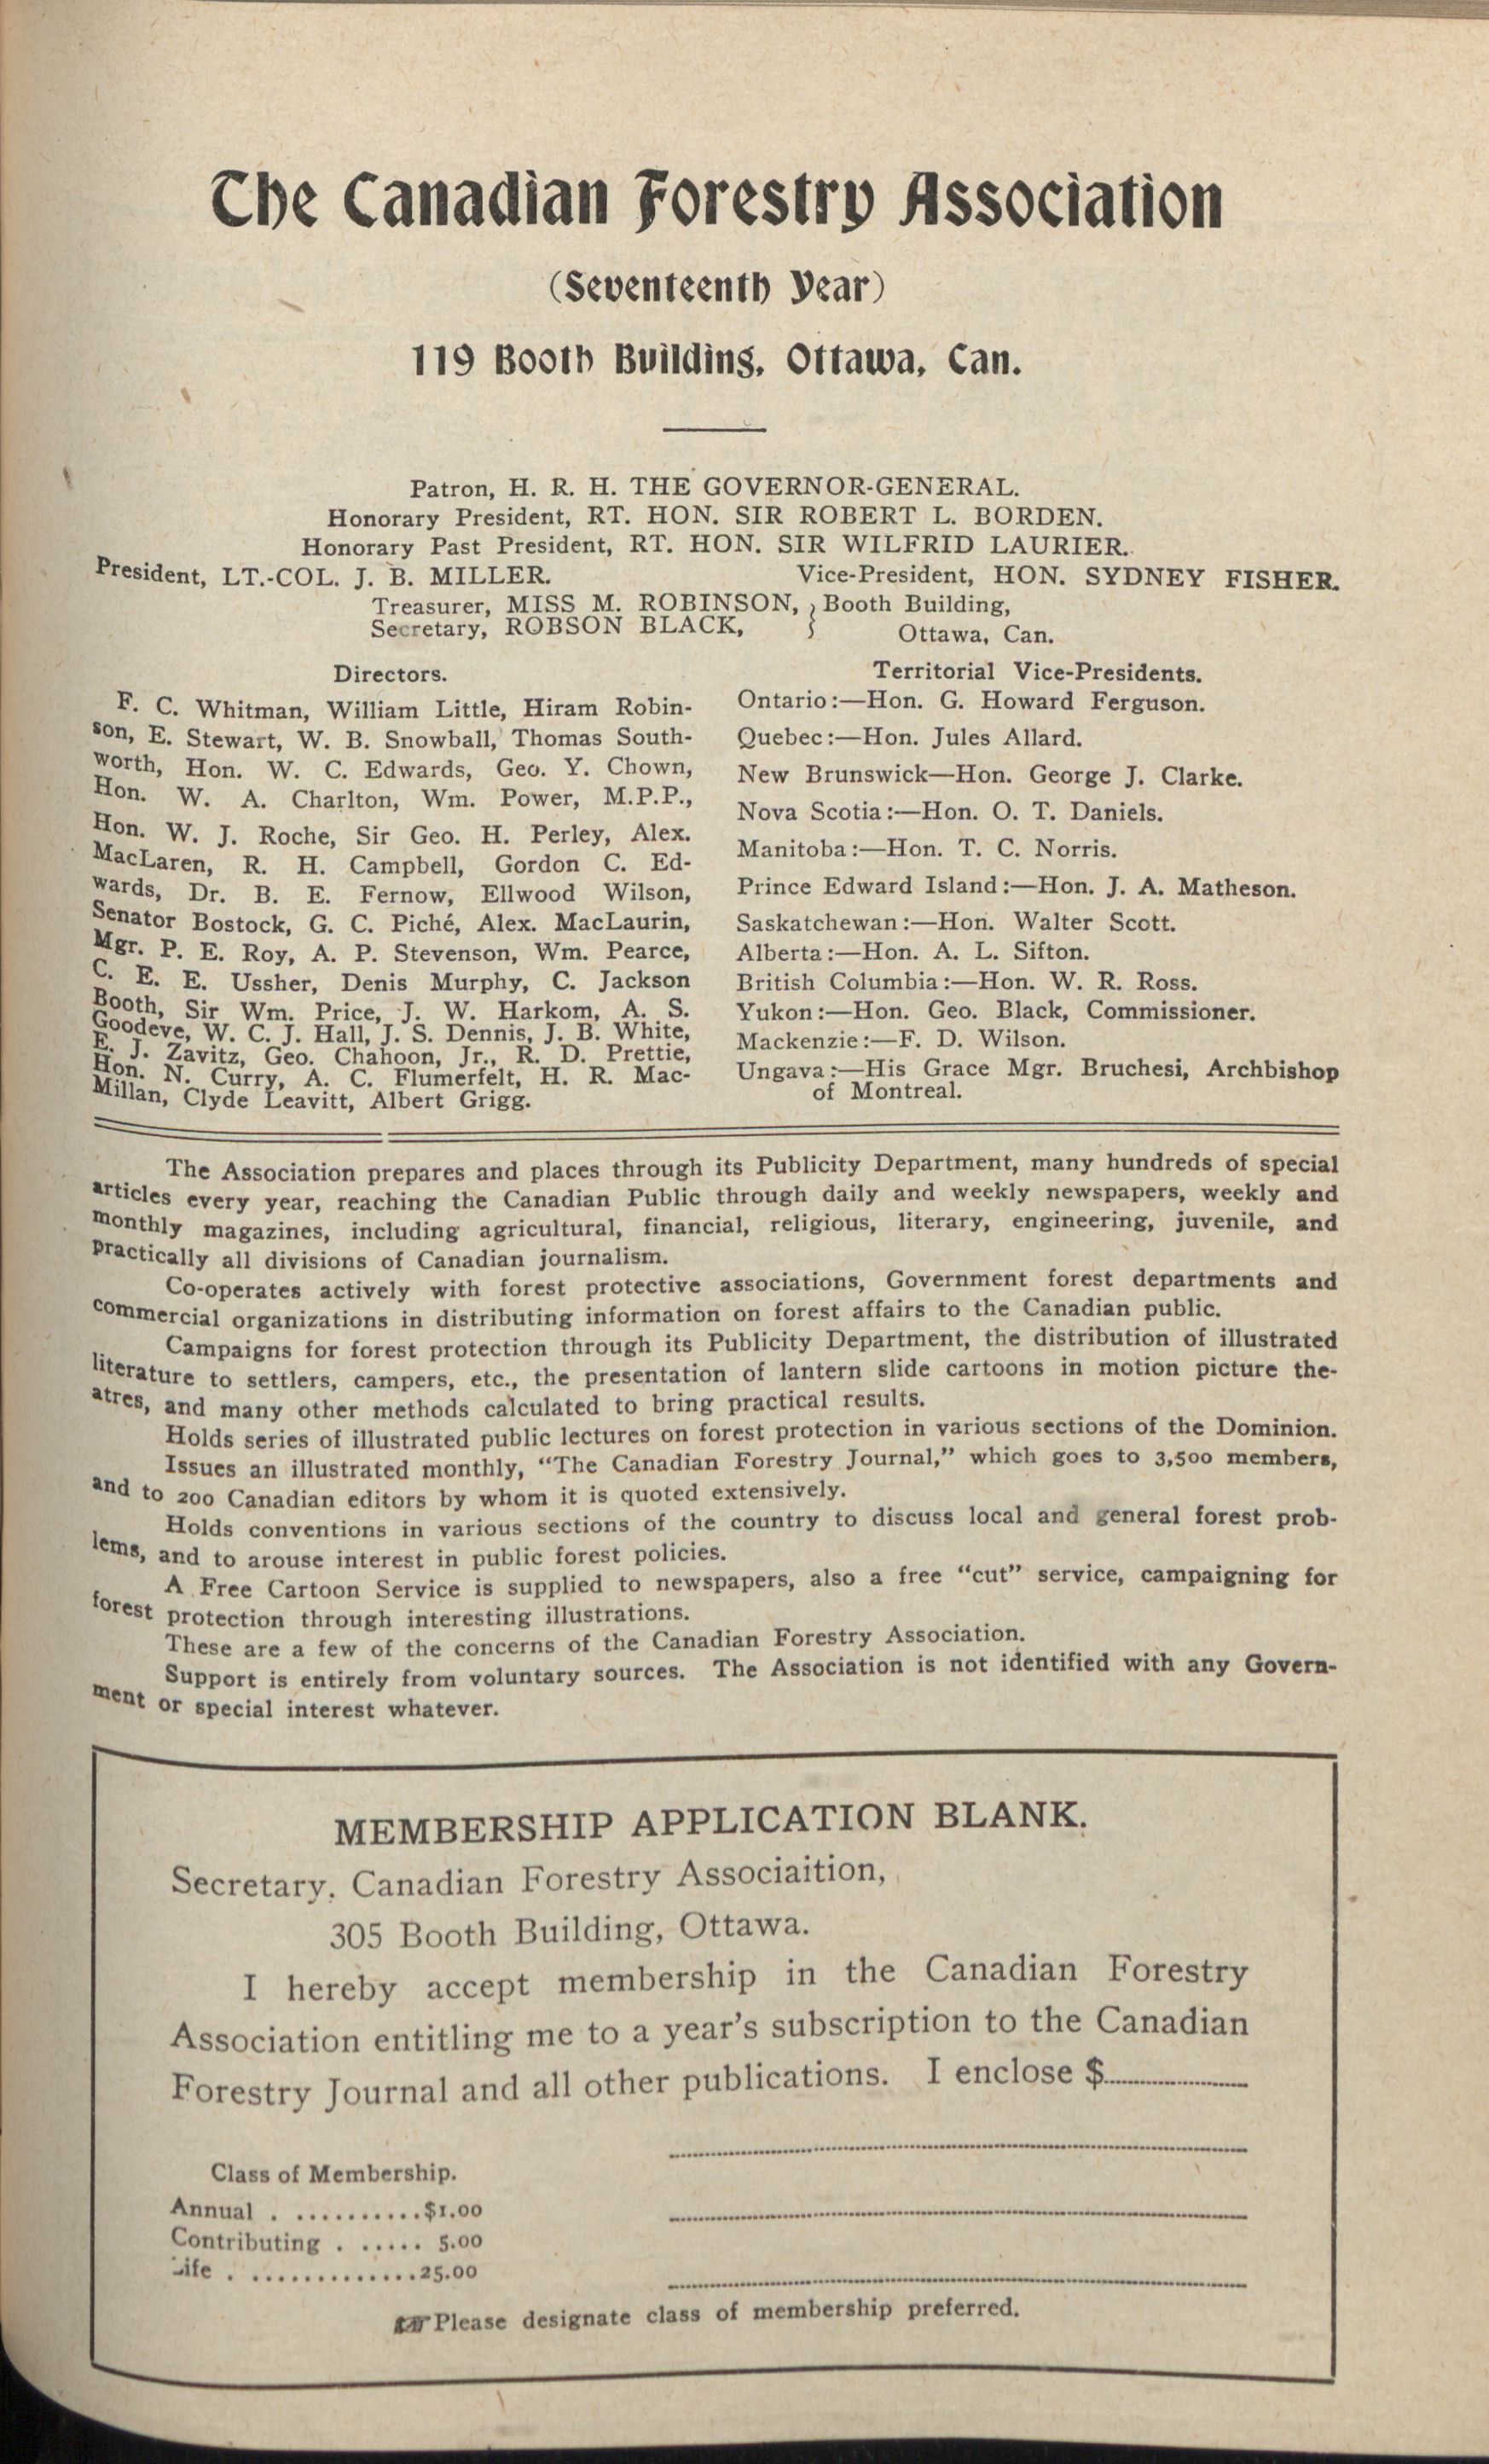 The Canadian Forestry Association
(Seventeenth Year)
119 Booth Building, Ottawa, Can.
Patron, H. R. H. THE GOVERNOR-GENERAL.
Honorary President, RT. HON. SIR ROBERT L. BORDEN.
Honorary Past President, RT. HON. SIR WILFRID LAURIER.
President, LT.-COL. J. B. MILLER. Vice-President, HON. SYDNEY FISHER.
Treasurer, MISS M. ROBINSON, } Booth Building,
Secretary, ROBSON BLACK, Ottawa, Can.
Directors.
F. C. Whitman, William Little, Hiram Robin-
son, E. Stewart, W. B. Snowball, Thomas South-
worth, Hon. W. C. Edwards, Geo. Y. Chown,
Hon. W. A. Charlton, Wm. Power, M.P.P.,
Hon. W. J. Roche, Sir Geo. H. Perley, Alex.
MacLaren, R. H. Campbell, Gordon C. Ed-
wards, Dr. B. E. Fernow, Ellwood Wilson,
Senator Bostock, G. C. Piché, Alex. MacLaurin,
Mgr. P. E. Roy, A. P. Stevenson, Wm. Pearce,
C. E. E. Ussher, Denis Murphy, C. Jackson
Booth, Sir Wm. Price, J. W. Harkom, A. S.
Goodeve, W. C. J. Hall, J. S. Dennis, J. B. White,
E. J. Zavitz, Geo. Chahoon, Jr., R. D. Prettie,
Hon. N. Curry, A. C. Flumerfelt, H. R. Mac-
Millan, Clyde Leavitt, Albert Grigg.
Territorial Vice-Presidents.
Ontario:—Hon. G. Howard Ferguson.
Quebec:—Hon. Jules Allard.
New Brunswick—Hon. George J. Clarke.
Nova Scotia:—Hon. O. T. Daniels.
Manitoba:—Hon. T. C. Norris.
Prince Edward Island:—Hon. J. A. Matheson.
Saskatchewan:—Hon. Walter Scott.
Alberta:—Hon. A. L. Sifton.
British Columbia:—Hon. W. R. Ross.
Yukon:—Hon. Geo. Black, Commissioner.
Mackenzie:—F. D. Wilson.
Ungava:—His Grace Mgr. Bruchesi, Archbishop
of Montreal.
The Association prepares and places through its Publicity Department, many hundreds of special
articles every year, reaching the Canadian Public through daily and weekly newspapers, weekly and
monthly magazines, including agricultural, financial, religious, literary, engineering, juvenile, and
practically all divisions of Canadian journalism.
Co-operates actively with forest protective associations, Government forest departments and
commercial organizations in distributing information on forest affairs to the Canadian public.
Campaigns for forest protection through its Publicity Department, the distribution of illustrated
literature to settlers, campers, etc., the presentation of lantern slide cartoons in motion picture the-
atres, and many other methods calculated to bring practical results.
Holds series of illustrated public lectures on forest protection in various sections of the Dominion.
Issues an illustrated monthly, "The Canadian Forestry Journal," which goes to 3,500 members,
and to 200 Canadian editors by whom it is quoted extensively.
Holds conventions in various sections of the country to discuss local and general forest prob-
lems, and to arouse interest in public forest policies.
A Free Cartoon Service is supplied to newspapers, also a free "cut" service, campaigning for
forest protection through interesting illustrations.
These are a few of the concerns of the Canadian Forestry Association.
Support is entirely from voluntary sources. The Association is not identified with any Govern-
ment or special interest whatever.
MEMBERSHIP APPLICATION BLANK.
Secretary, Canadian Forestry Associaition,
305 Booth Building, Ottawa.
I hereby accept membership in the Canadian Forestry
Association entitling me to a year's subscription to the Canadian
Forestry Journal and all other publications. I enclose $..............
Class of Membership.
Annual . ...........$1.00
Contributing . ..... 5.00
Life . .............25.00
☞Please designate class of membership preferred.